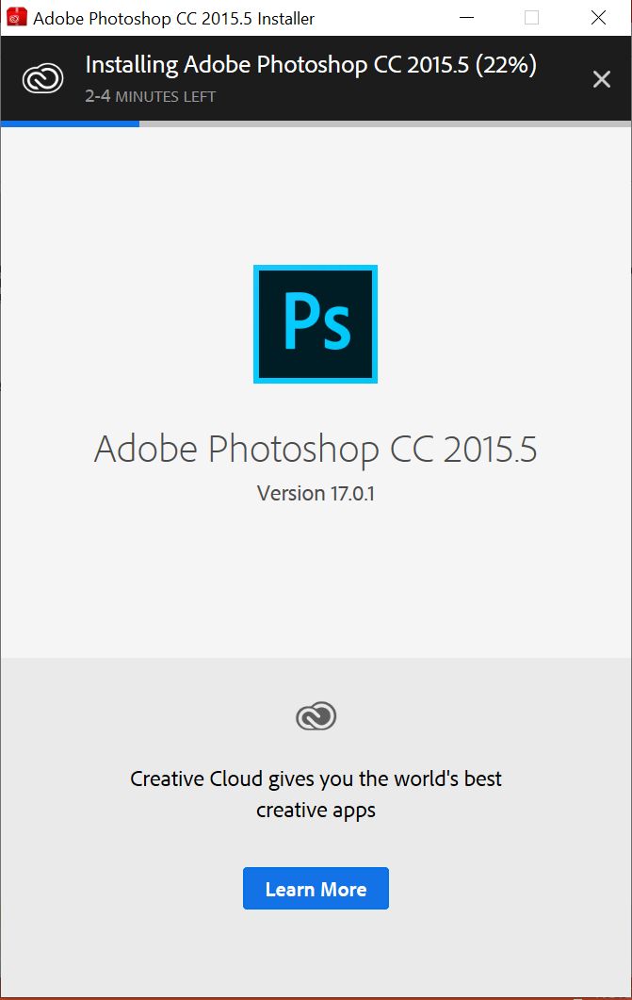 Adobe Photoshop CC 2015.5 Installer
Installing Adobe Photoshop CC 2015.5 (22%)
2-4 MINUTES LEFT
Ps
Adobe Photoshop CC 2015.5
Version 17.0.1
Creative Cloud gives you the world's best
creative apps
Learn More